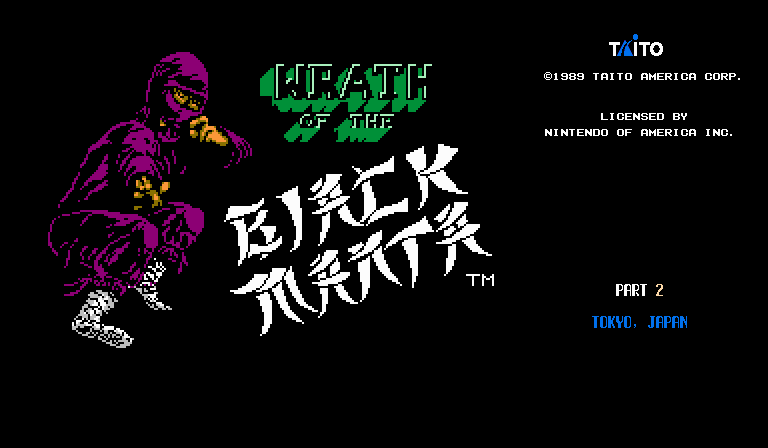 WRATH
OF THE
BLACK
MANTA
TM
TAITO
©1989 TAITO AMERICA CORP.
LICENSED BY
NINTENDO OF AMERICA INC.
PART 2
TOKYO, JAPAN